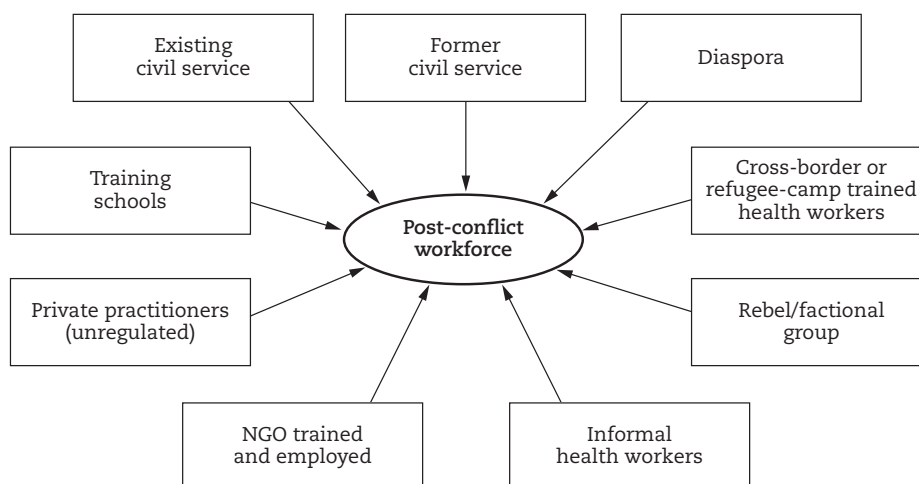 Existing
civil service
Former
civil service
Diaspora
Training
schools
Cross-border or
refugee-camp trained
health workers
Post-conflict
workforce
Private practitioners
(unregulated)
Rebel/factional
group
NGO trained
and employed
Informal
health workers